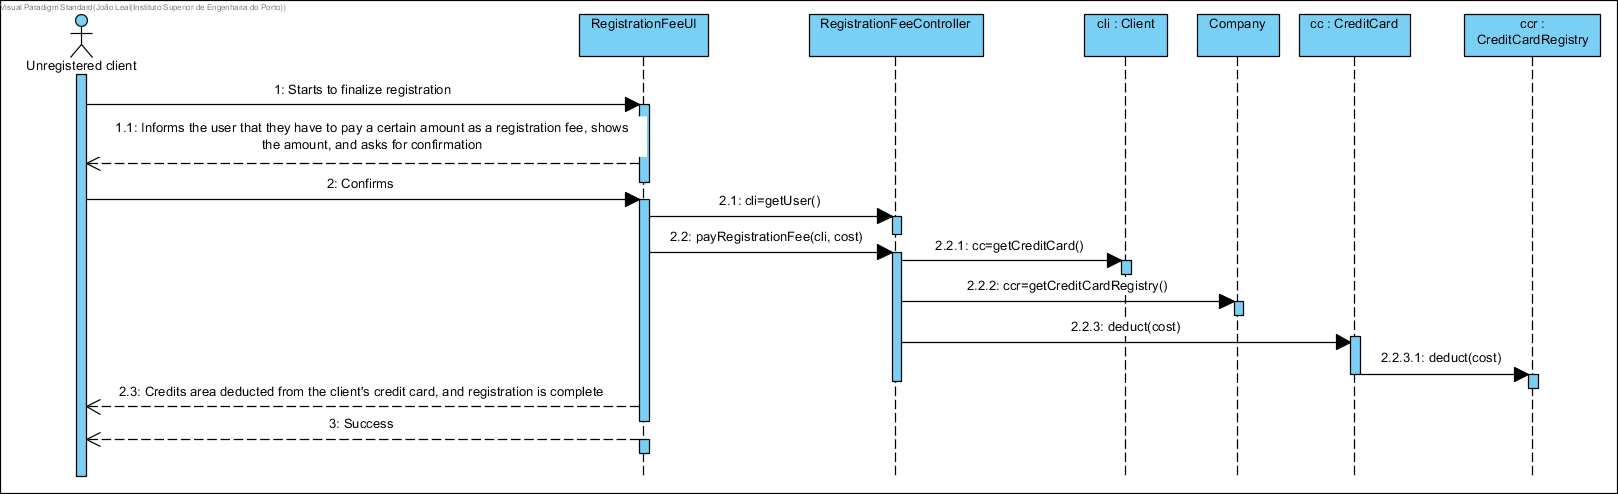 Visual Paradigm Standard(João Leal(Instituto Superior de Engenharia do Porto))
Unregistered client
RegistrationFeeUI
RegistrationFeeController
cli : Client
Company
cc : CreditCard
ccr :
CreditCardRegistry
1: Starts to finalize registration
1.1: Informs the user that they have to pay a certain amount as a registration fee, shows
the amount, and asks for confirmation
2: Confirms
2.1: cli=getUser()
2.2: payRegistrationFee(cli, cost)
2.2.1: cc=getCreditCard()
2.2.2: ccr=getCreditCardRegistry()
2.2.3: deduct(cost)
2.2.3.1: deduct(cost)
2.3: Credits area deducted from the client's credit card, and registration is complete
3: Success